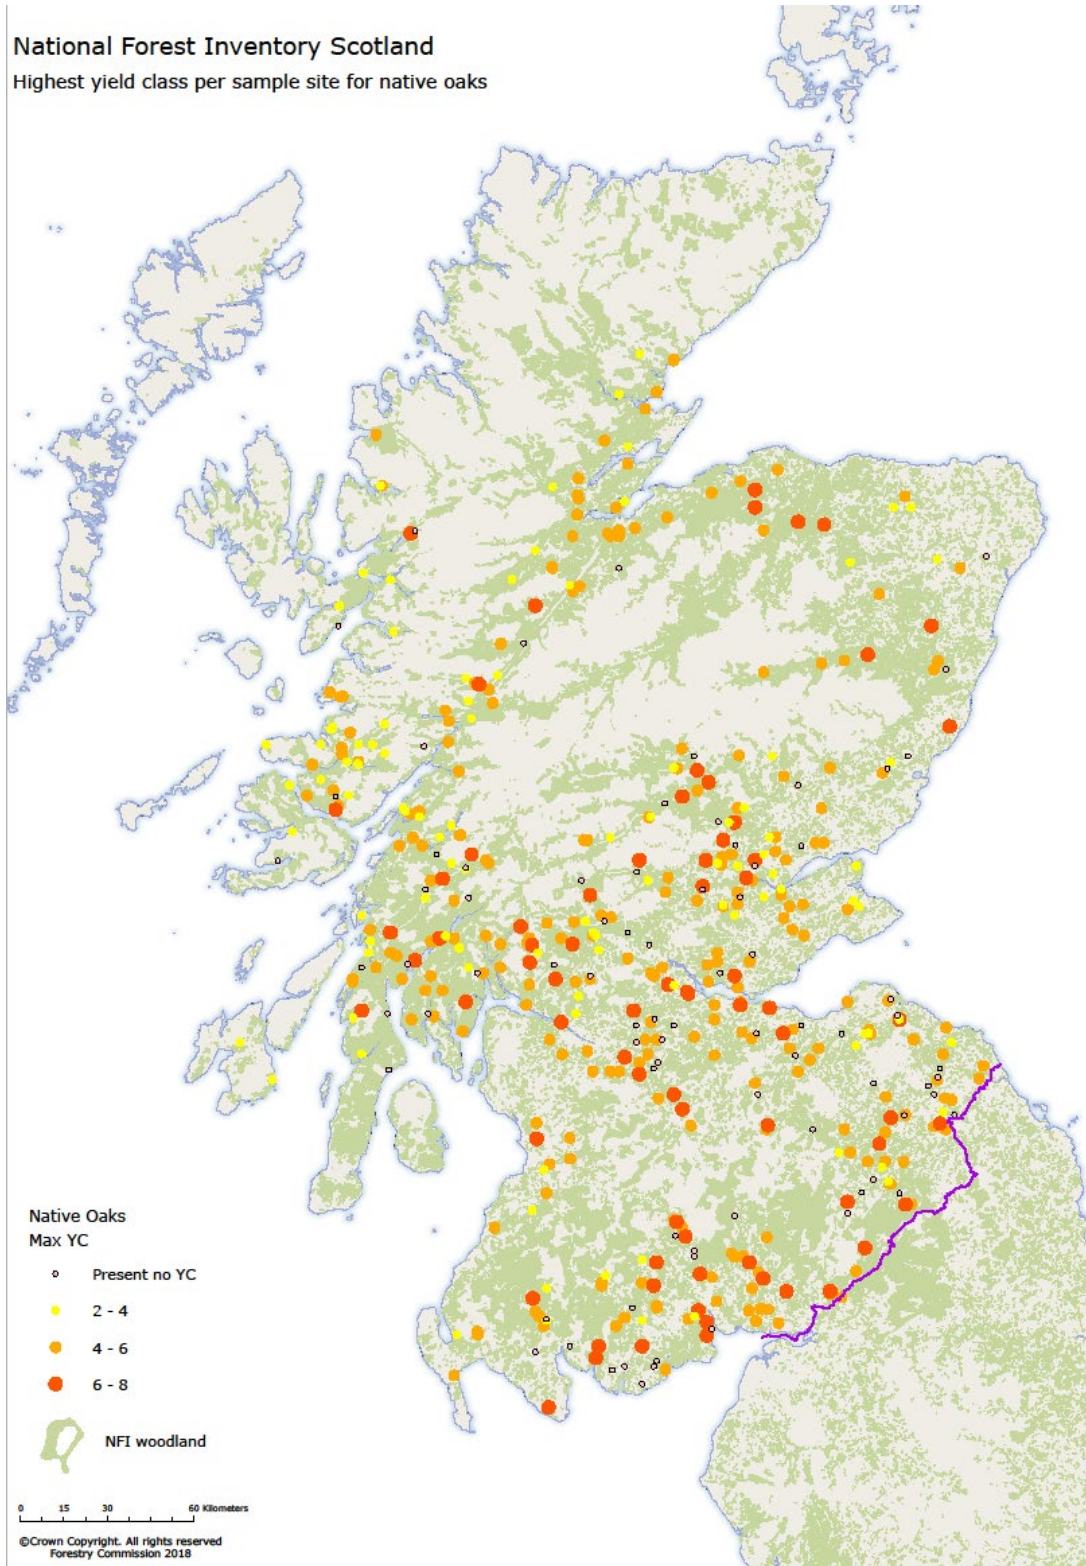 National Forest Inventory Scotland
Highest yield class per sample site for native oaks
Native Oaks
Max YC
Present no YC
2 - 4
4 - 6
6 - 8
NFI woodland
0 15 30 60 Kilometers
©Crown Copyright. All rights reserved
Forestry Commission 2018